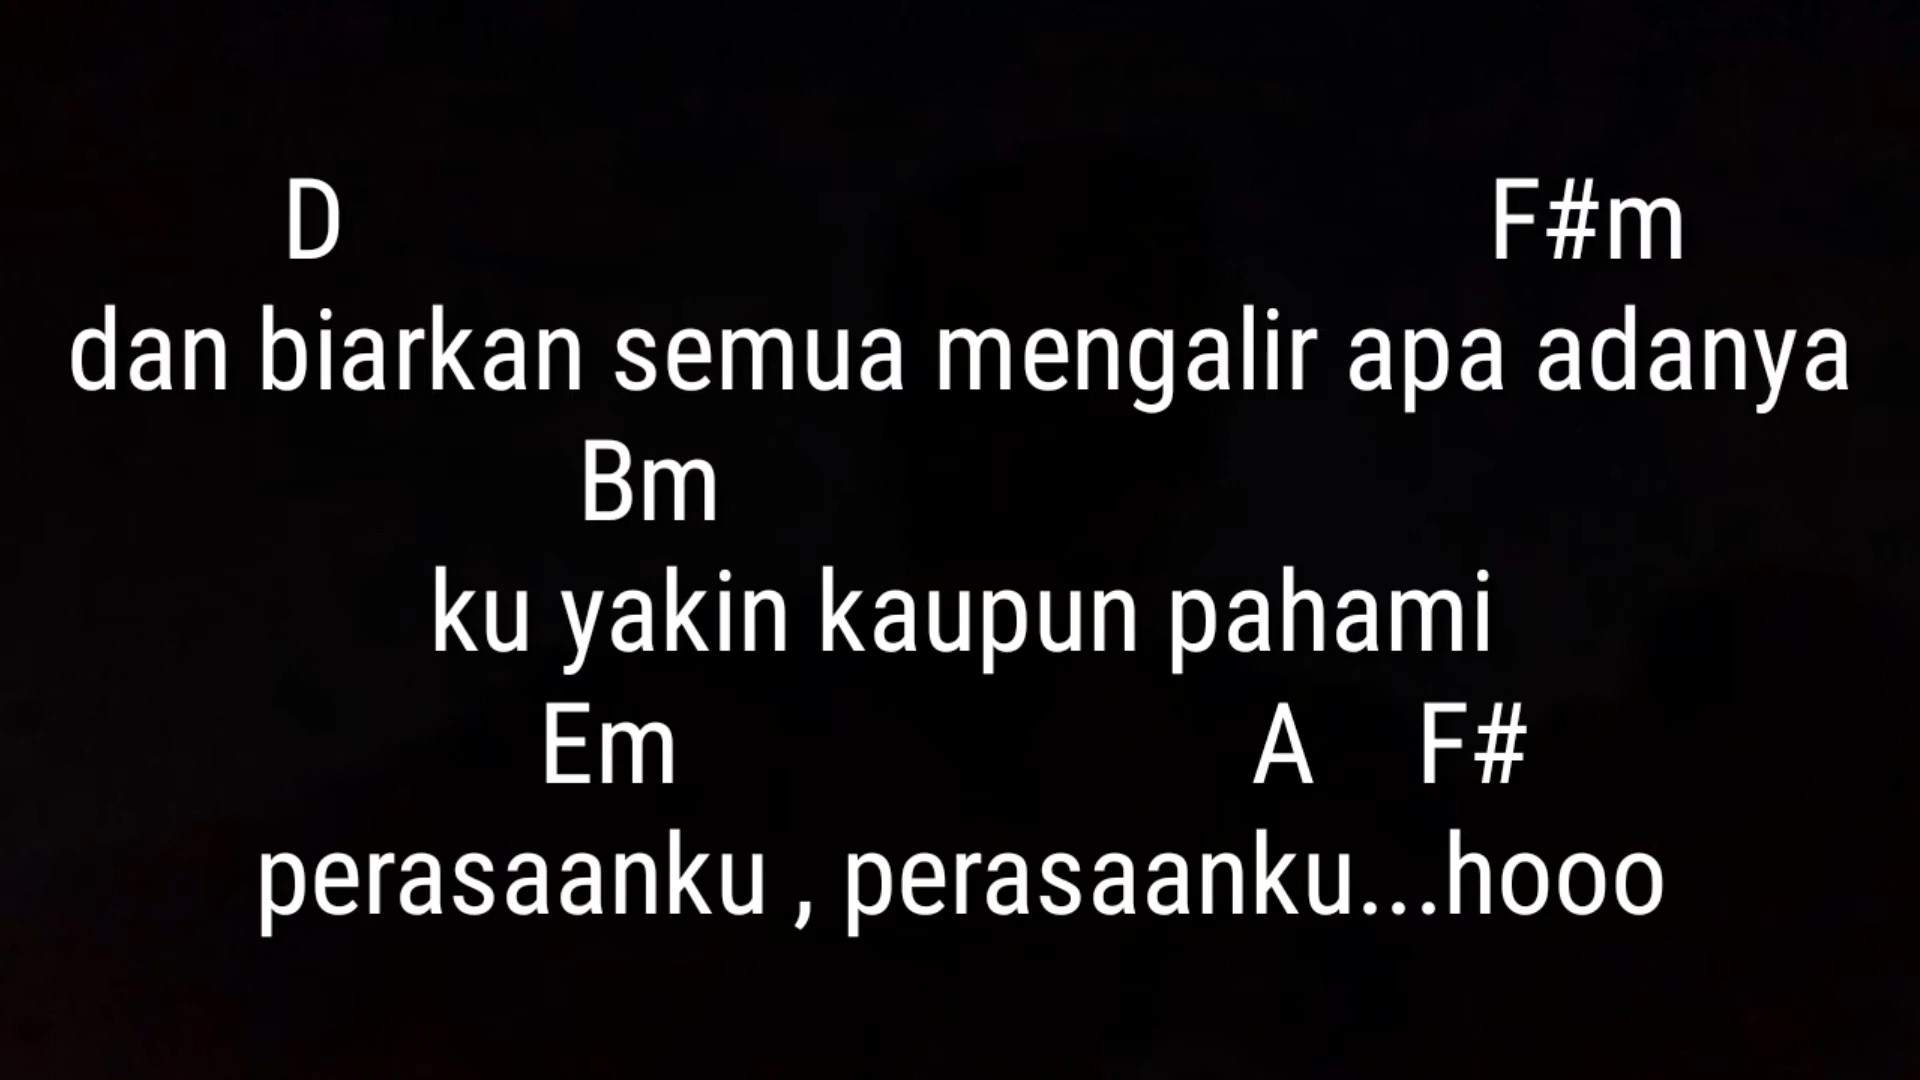 D F#m
dan biarkan semua mengalir apa adanya
Bm
ku yakin kaupun pahami
Em A F#
perasaanku , perasaanku...hooo